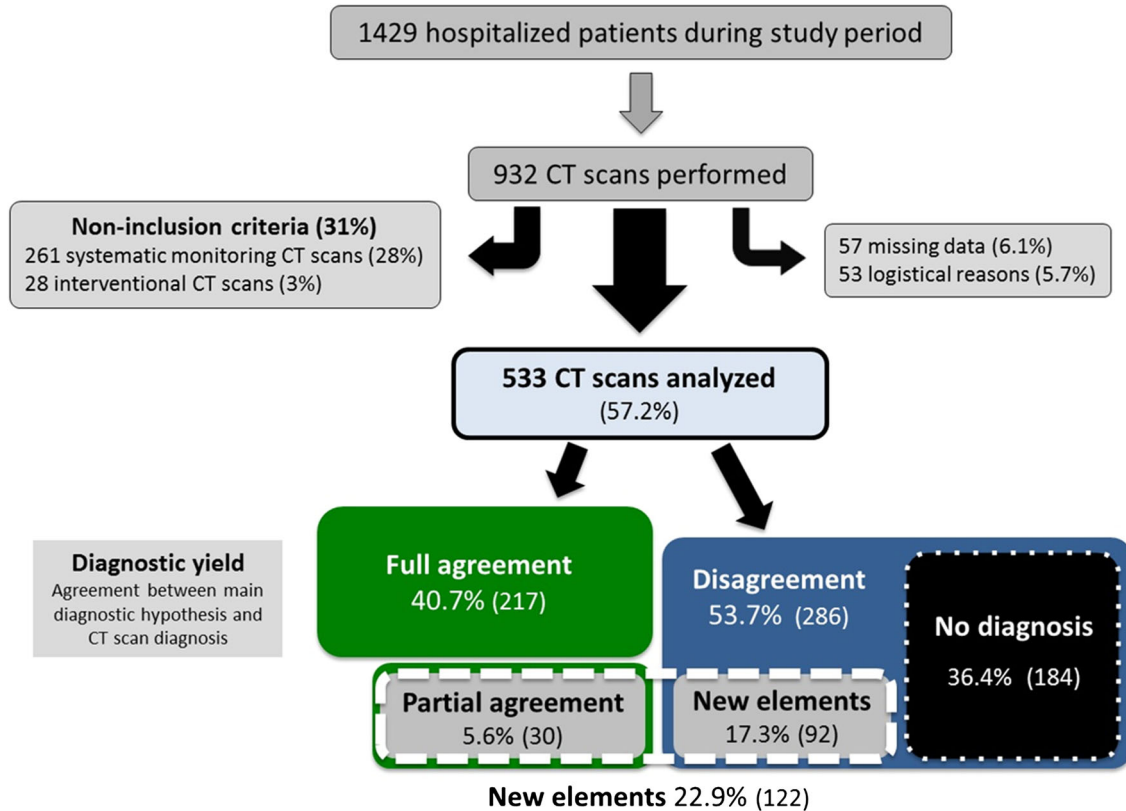 1429 hospitalized patients during study period
932 CT scans performed
Non-inclusion criteria (31%)
261 systematic monitoring CT scans (28%)
28 interventional CT scans (3%)
57 missing data (6.1%)
53 logistical reasons (5.7%)
533 CT scans analyzed
(57.2%)
Diagnostic yield
Agreement between main
diagnostic hypothesis and
CT scan diagnosis
Full agreement
40.7% (217)
Disagreement
53.7% (286)
No diagnosis
36.4% (184)
Partial agreement
5.6% (30)
New elements
17.3% (92)
New elements 22.9% (122)